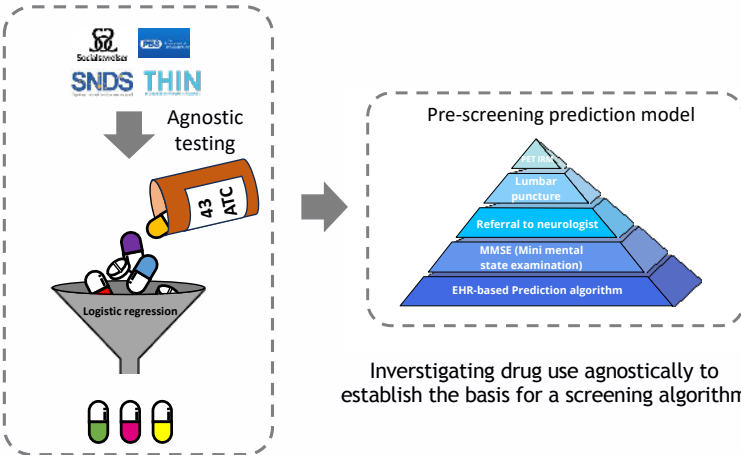 Socialstyrelsen
PBS
SNDS THIN
Agnostic
testing
43
ATC
Logistic regression
Pre-screening prediction model
PET IRM
Lumbar
puncture
Referral to neurologist
MMSE (Mini mental
state examination)
EHR-based Prediction algorithm
Inverstigating drug use agnostically to
establish the basis for a screening algorithm